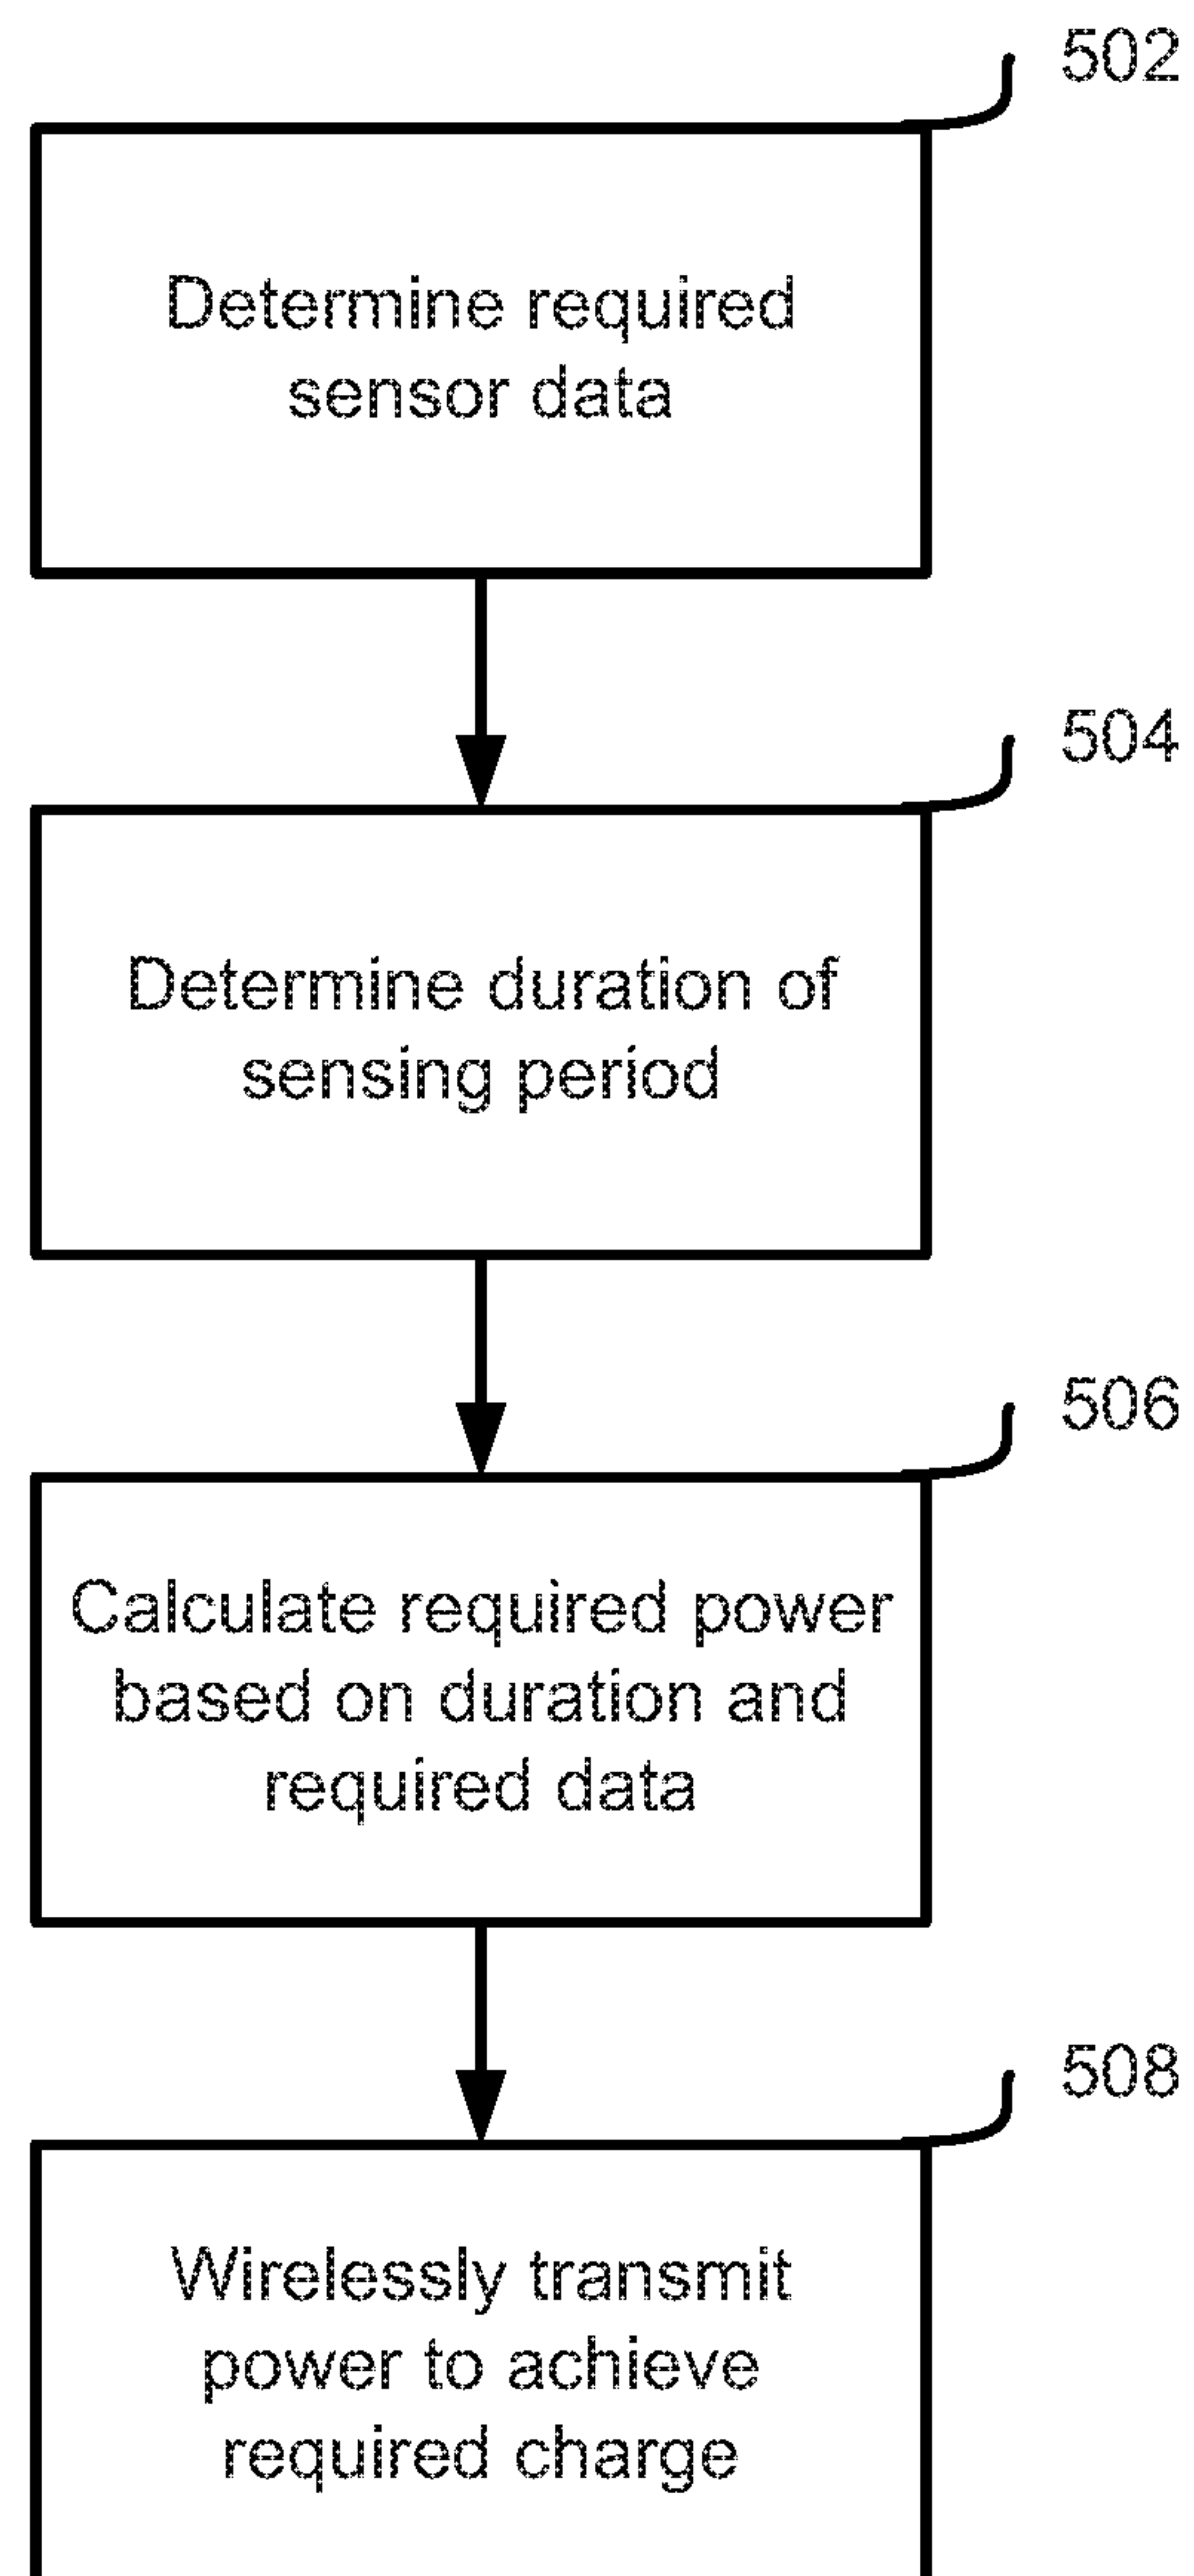 502
Determine required
sensor data
504
Determine duration of
sensing period
506
Calculate required power
based on duration and
required data
508
Wirelessly transmit
power to achieve
required charge